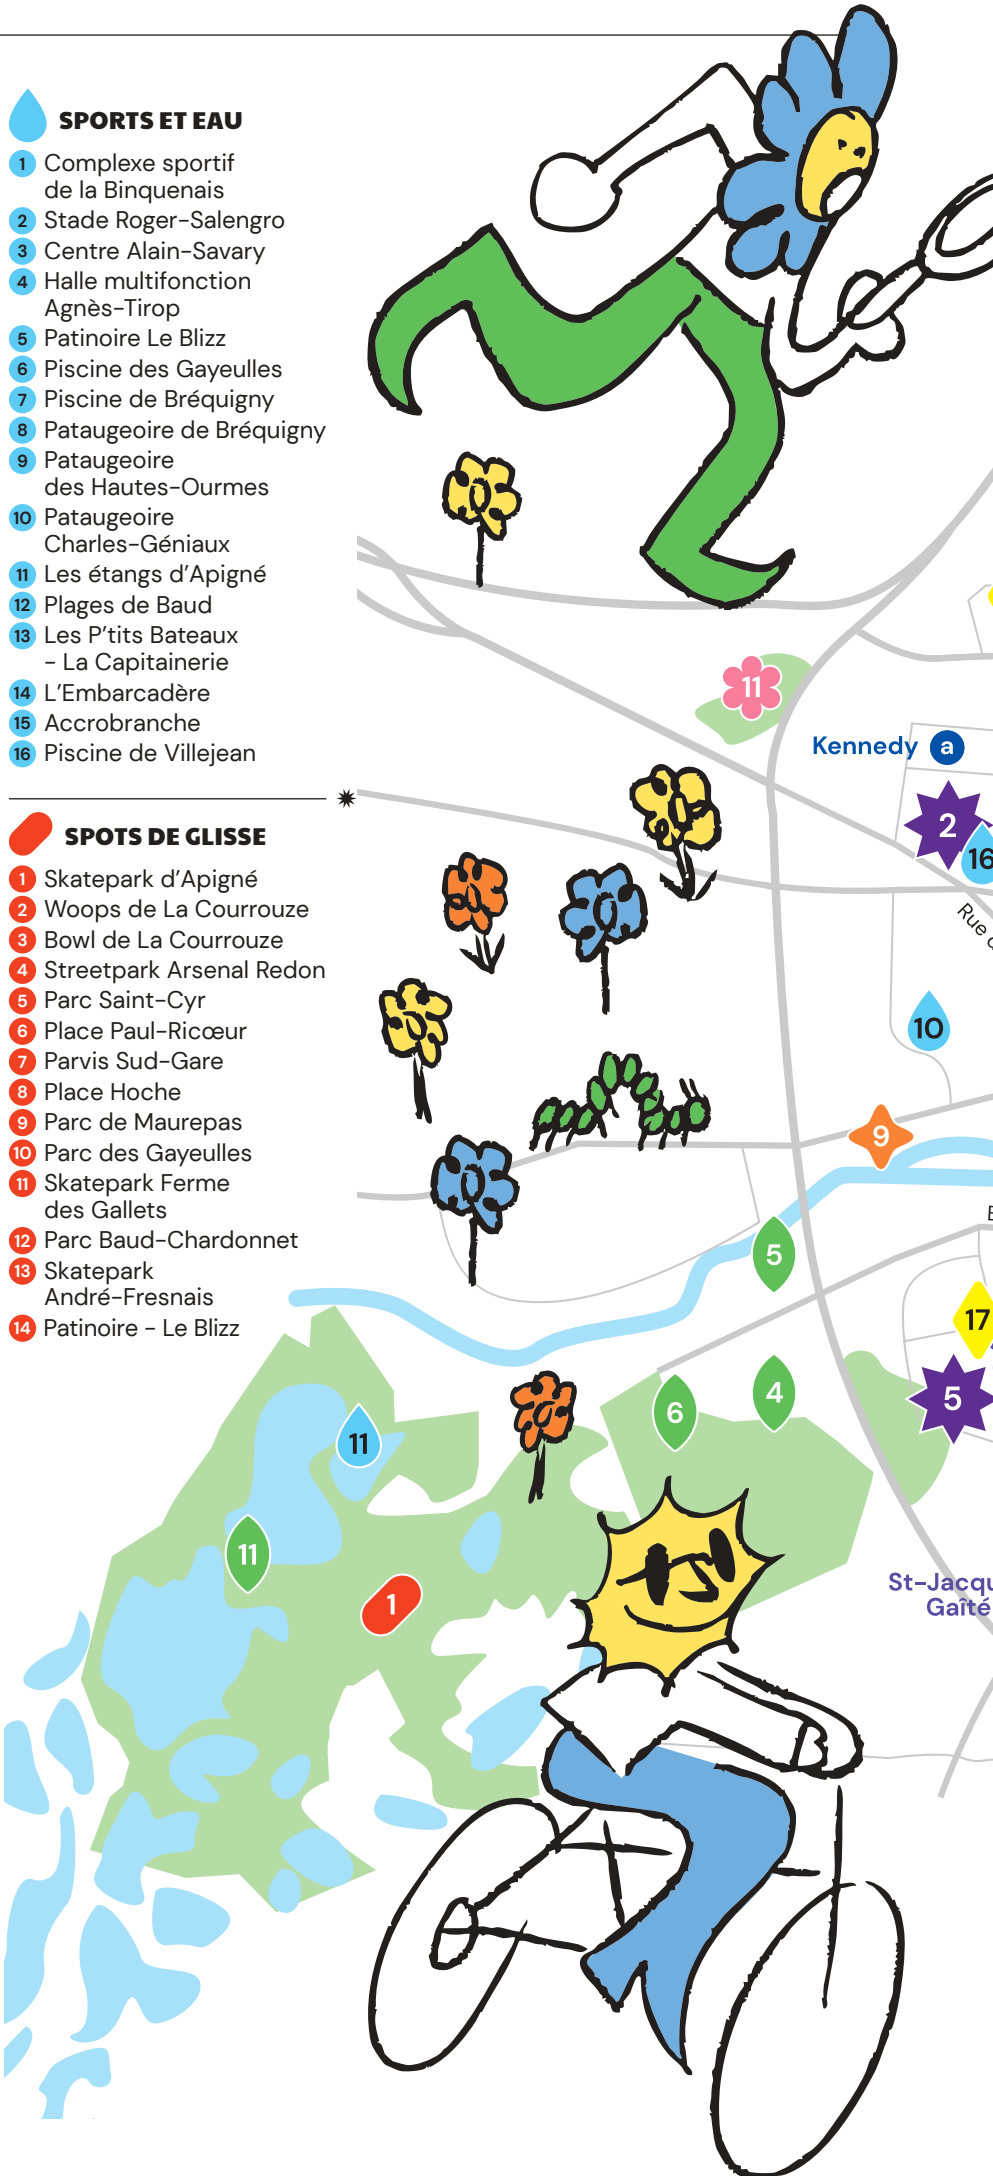 SPORTS ET EAU
1 Complexe sportif
de la Binquenais
2 Stade Roger-Salengro
3 Centre Alain-Savary
4 Halle multifonction
Agnès-Tirop
5 Patinoire Le Blizz
6 Piscine des Gayeulles
7 Piscine de Bréquigny
8 Pataugeoire de Bréquigny
9 Pataugeoire
des Hautes-Ourmes
10 Pataugeoire
Charles-Géniaux
11 Les étangs d'Apigné
12 Plages de Baud
13 Les P'tits Bateaux
- La Capitainerie
14 L'Embarcadère
15 Accrobranche
16 Piscine de Villejean
SPOTS DE GLISSE
1 Skatepark d'Apigné
2 Woops de La Courrouze
3 Bowl de La Courrouze
4 Streetpark Arsenal Redon
5 Parc Saint-Cyr
6 Place Paul-Ricœur
7 Parvis Sud-Gare
8 Place Hoche
9 Parc de Maurepas
10 Parc des Gayeulles
11 Skatepark Ferme
des Gallets
12 Parc Baud-Chardonnet
13 Skatepark
André-Fresnais
14 Patinoire - Le Blizz
11
Kennedy a
2
16
Rue
10
9
5
17
5
4
6
11
11
1
St-Jacqu
Gaîté